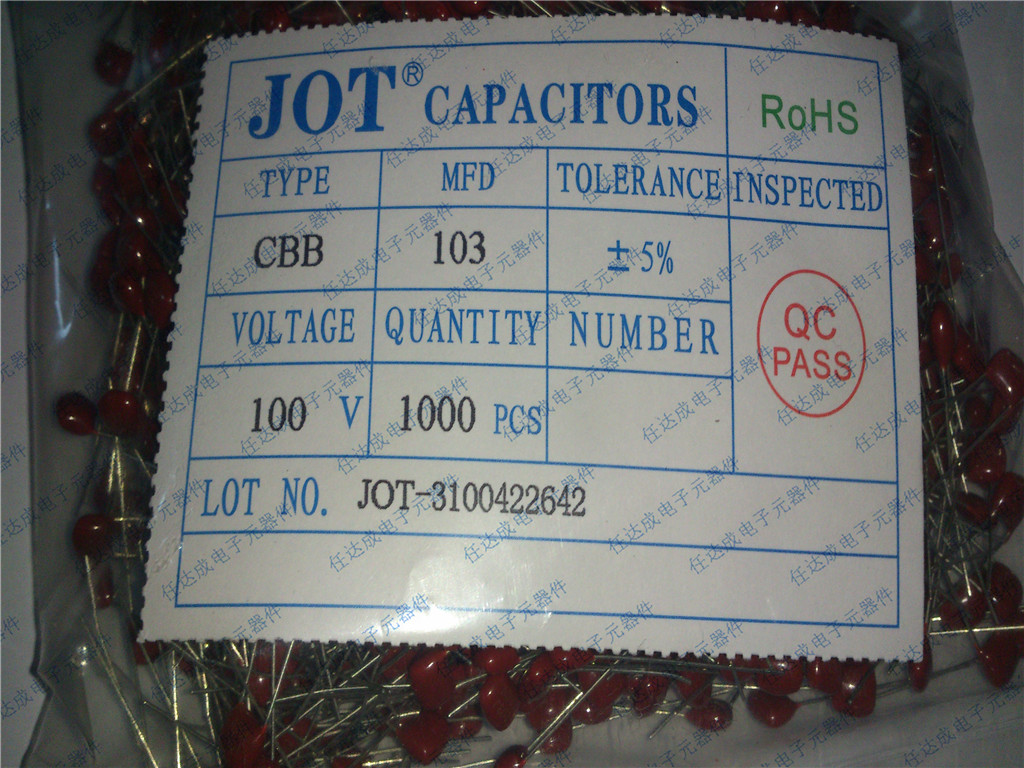 JOT® CAPACITORS
RoHS
TYPE MFD TOLERANCE INSPECTED
CBB 103 ±5%
QC
PASS
VOLTAGE QUANTITY NUMBER
100 V 1000 PCS
LOT NO. JOT-3100422642
任达成电子元器件